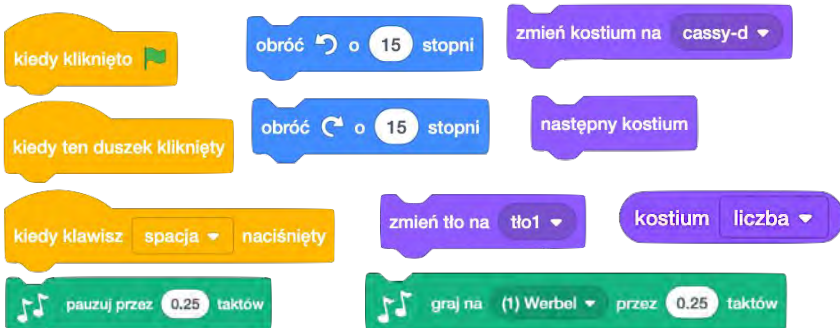 kiedy kliknięto
obróć o 15 stopni
zmień kostium na cassy-d
kiedy ten duszek kliknięty
obróć o 15 stopni
następny kostium
kiedy klawisz spacja naciśnięty
zmień tło na tło1
kostium liczba
pauzuj przez 0.25 taktów
graj na (1) Werbel przez 0.25 taktów